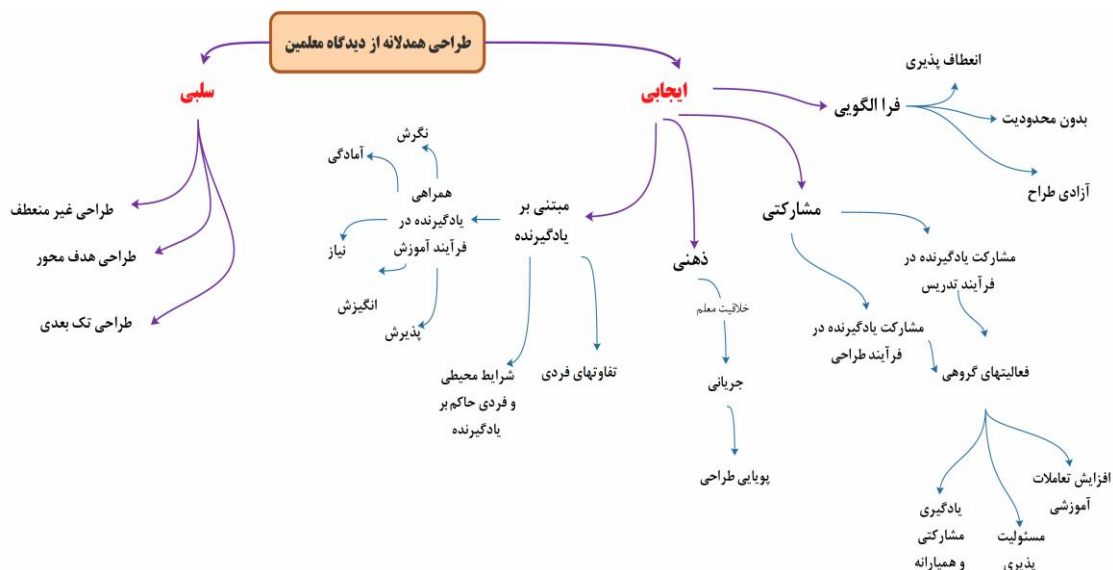 طراحی همدلانه از دیدگاه معلمین
ایجابی
سلبی
فرا الگویی
انعطاف پذیری
بدون محدودیت
آزادی طراح
مشارکتی
مشارکت یادگیرنده در
فرآیند تدریس
مشارکت یادگیرنده در
فرآیند طراحی
فعالیتهای گروهی
افزایش تعاملات
آموزشی
مسئولیت
پذیری
یادگیری
مشارکتی
و همیارانه
ذهنی
خلاقیت معلم
جریانی
پویایی طراحی
مبتنی بر
یادگیرنده
تفاوتهای فردی
شرایط محیطی
و فردی حاکم بر
یادگیرنده
همراهی
یادگیرنده در
فرآیند آموزش
نگرش
آمادگی
نیاز
انگیزش
پذیرش
طراحی غیر منعطف
طراحی هدف محور
طراحی تک بعدی